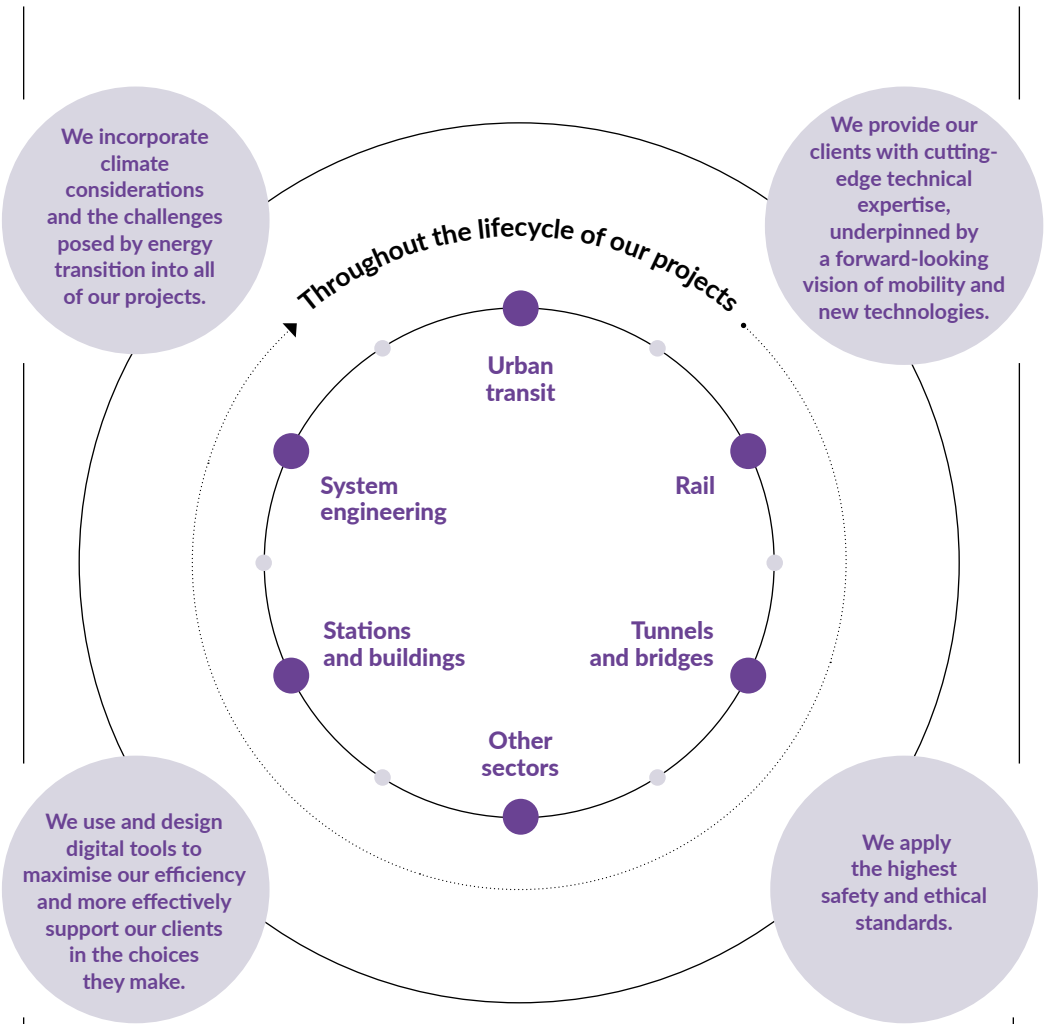 We incorporate
climate
considerations
and the challenges
posed by energy
transition into all
of our projects.
We provide our
clients with cutting-
edge technical
expertise,
underpinned by
a forward-looking
vision of mobility and
new technologies.
Throughout the lifecycle of our projects
Urban
transit
System
engineering
Rail
Stations
and buildings
Tunnels
and bridges
Other
sectors
We use and design
digital tools to
maximise our efficiency
and more effectively
support our clients
in the choices
they make.
We apply
the highest
safety and ethical
standards.